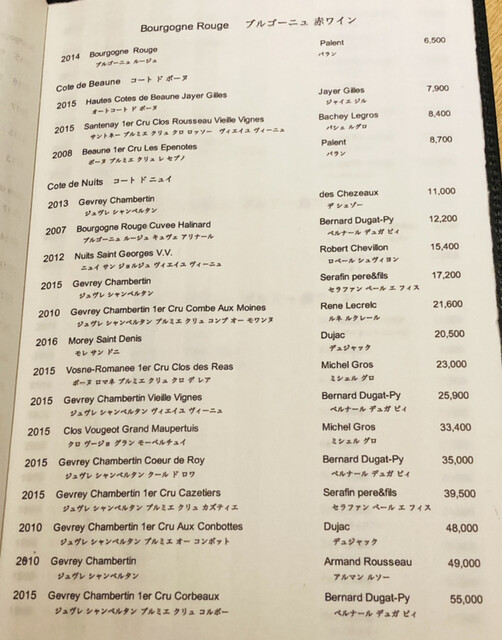 Bourgogne Rouge ブルゴーニュ 赤ワイン
2014 Bourgogne Rouge Palent 6,500
ブルゴーニュ ルージュ パラン
Cote de Beaune コート ド ボーヌ
2015 Hautes Cotes de Beaune Jayer Gilles Jayer Gilles 7,900
オートコート ド ボーヌ ジャイエ ジル
2015 Santenay 1er Cru Clos Rousseau Vieille Vignes Bachey Legros 8,400
サントネー プルミエ クリュ クロ ロッソー ヴィエイユ ヴィーニュ バシェ ルグロ
2008 Beaune 1er Cru Les Epenotes Palent 8,700
ボーヌ プルミエ クリュ レ ゼプノ パラン
Cote de Nuits コート ド ニュイ
2013 Gevrey Chambertin des Chezeaux 11,000
ジュヴレ シャンベルタン デ シェゾー
2007 Bourgogne Rouge Cuvee Halinard Bernard Dugat-Py 12,200
ブルゴーニュ ルージュ キュヴェ アリナール ベルナール デュガ ピィ
2012 Nuits Saint Georges V.V. Robert Chevillon 15,400
ニュイ サン ジョルジュ ヴィエイユ ヴィーニュ ロベール シュヴィヨン
2015 Gevrey Chambertin Serafin pere&fils 17,200
ジュヴレ シャンベルタン セラファン ペール エ フィス
2010 Gevrey Chambertin 1er Cru Combe Aux Moines Rene Lecrelc 21,600
ジュヴレ シャンベルタン プルミエ クリュ コンブ オー モワンヌ ルネ ルクレール
2016 Morey Saint Denis Dujac 20,500
モレ サン ドニ デュジャック
2015 Vosne-Romanee 1er Cru Clos des Reas Michel Gros 23,000
ボーヌ ロマネ プルミエ クリュ クロ デ レア ミシェル グロ
2015 Gevrey Chambertin Vieille Vignes Bernard Dugat-Py 25,900
ジュヴレ シャンベルタン ヴィエイユ ヴィーニュ ベルナール デュガ ピィ
2015 Clos Vougeot Grand Maupertuis Michel Gros 33,400
クロ ヴージョ グラン モーペルチュイ ミシェル グロ
2015 Gevrey Chambertin Coeur de Roy Bernard Dugat-Py 35,000
ジュヴレ シャンベルタン クール ド ロワ ベルナール デュガ ピィ
2015 Gevrey Chambertin 1er Cru Cazetiers Serafin pere&fils 39,500
ジュヴレ シャンベルタン プルミエ クリュ カズティエ セラファン ペール エ フィス
2010 Gevrey Chambertin 1er Cru Aux Conbottes Dujac 48,000
ジュヴレ シャンベルタン プルミエ オー コンボット デュジャック
2010 Gevrey Chambertin Armand Rousseau 49,000
ジュヴレ シャンベルタン アルマン ルソー
2015 Gevrey Chambertin 1er Cru Corbeaux Bernard Dugat-Py 55,000
ジュヴレ シャンベルタン プルミエ クリュ コルボー ベルナール デュガ ピィ